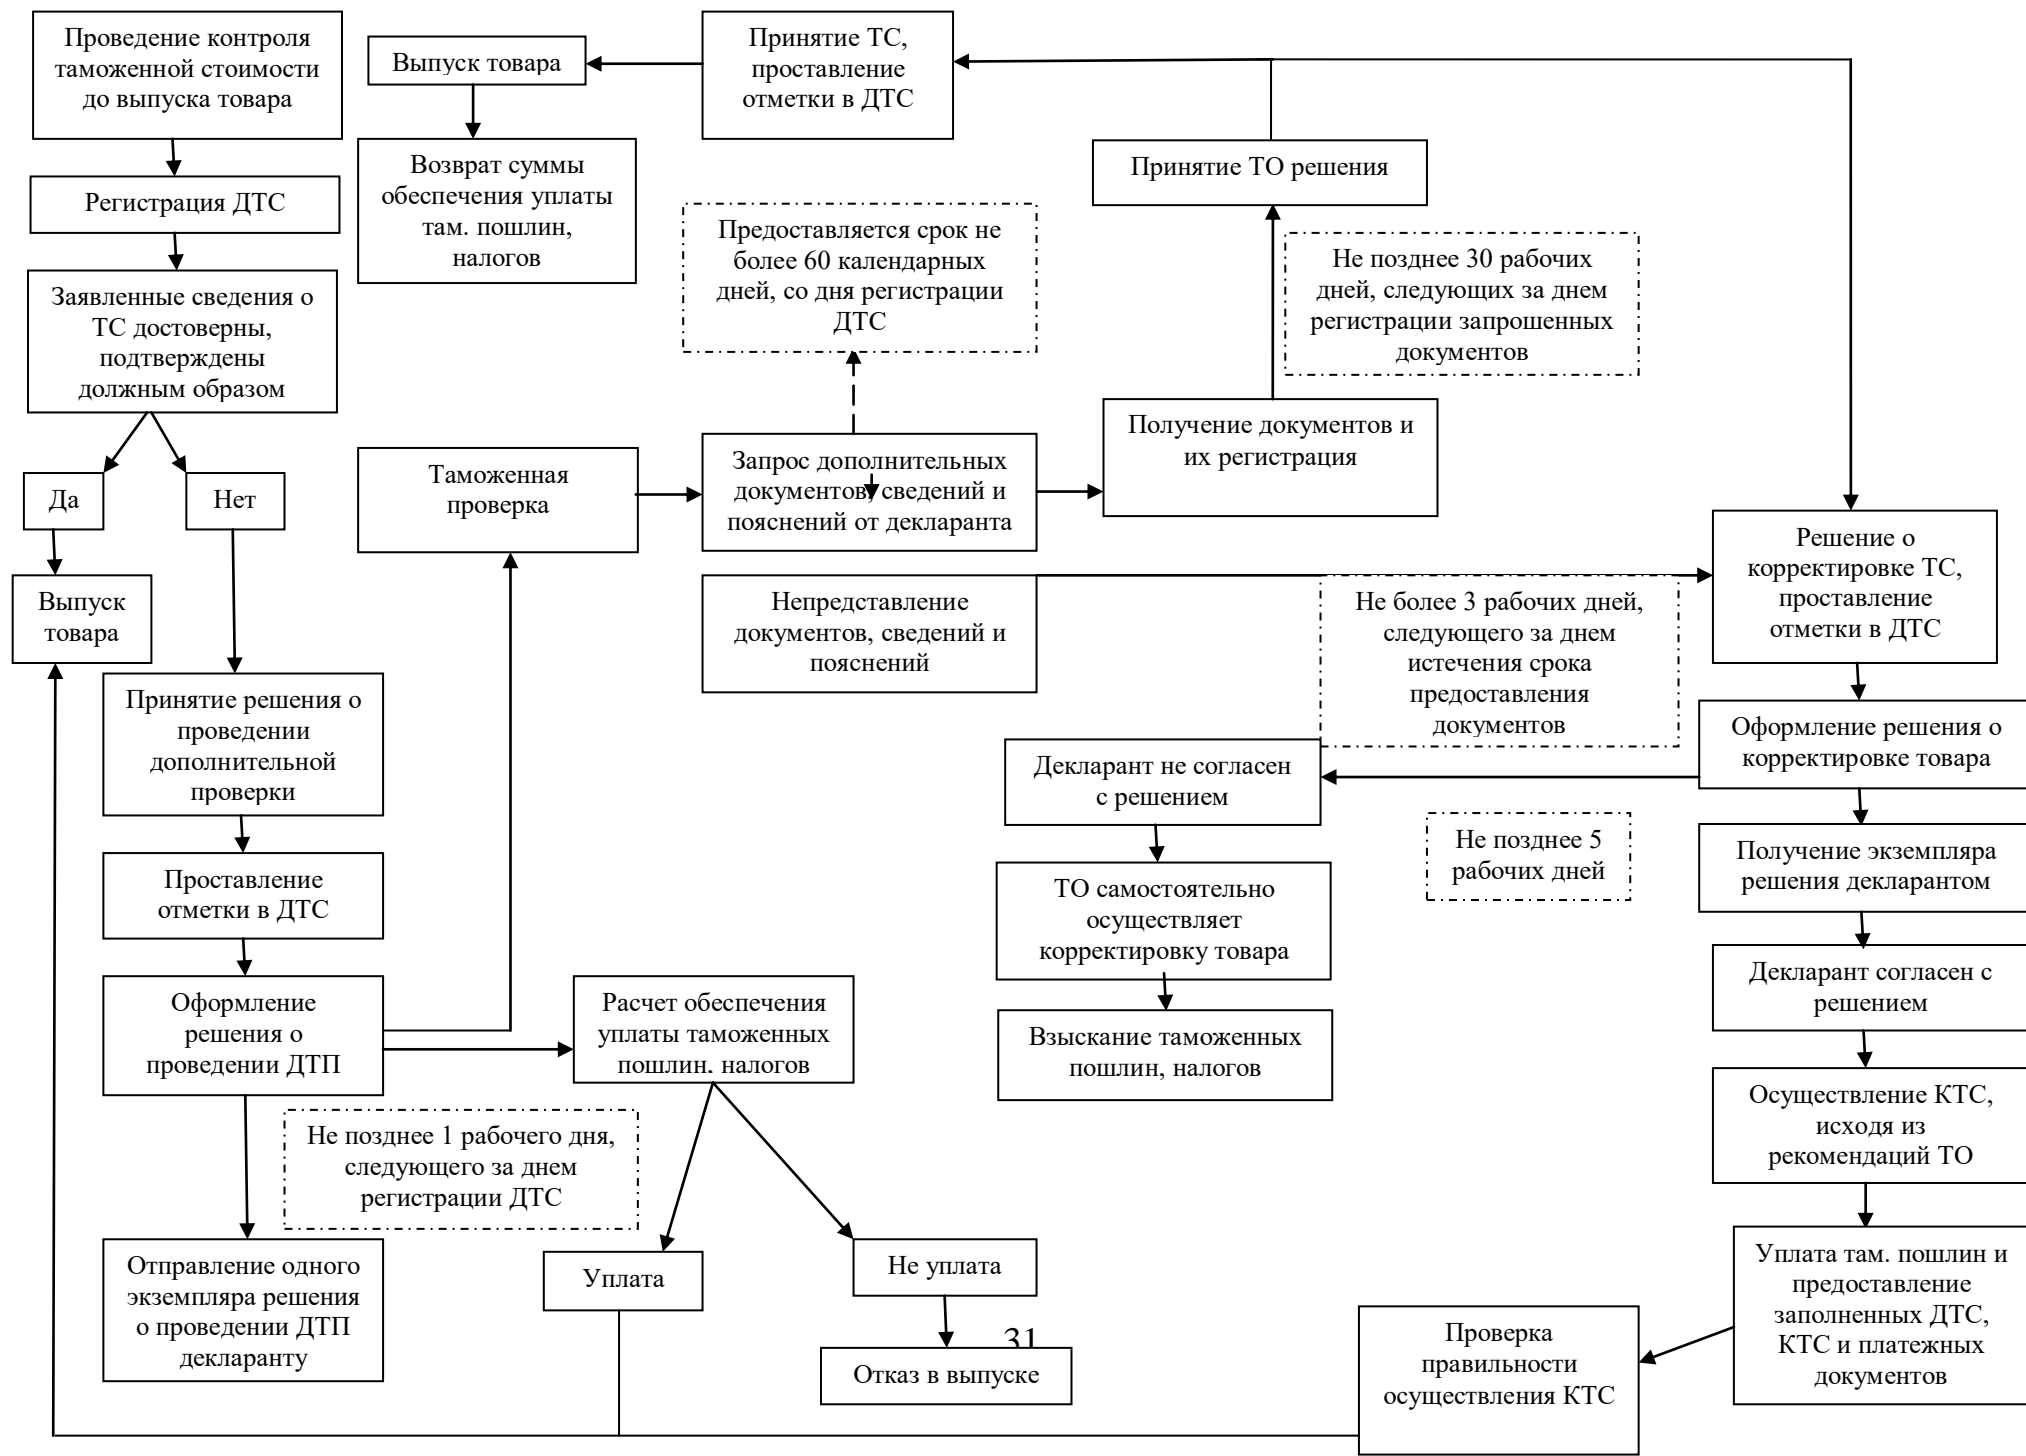 Проведение контроля
таможенной стоимости
до выпуска товара
Регистрация ДТС
Заявленные сведения о
ТС достоверны,
подтверждены
должным образом
Да
Нет
Выпуск
товара
Принятие решения о
проведении
дополнительной
проверки
Проставление
отметки в ДТС
Оформление
решения о
проведении ДТП
Отправление одного
экземпляра решения
о проведении ДТП
декларанту
Не позднее 1 рабочего дня,
следующего за днем
регистрации ДТС
Выпуск товара
Возврат суммы
обеспечения уплаты
там. пошлин,
налогов
Таможенная
проверка
Расчет обеспечения
уплаты таможенных
пошлин, налогов
Уплата
Не уплата
Отказ в выпуске
31
Принятие ТС,
проставление
отметки в ДТС
Предоставляется срок не
более 60 календарных
дней, со дня регистрации
ДТС
Запрос дополнительных
документов, сведений и
пояснений от декларанта
Непредставление
документов, сведений и
пояснений
Принятие ТО решения
Не позднее 30 рабочих
дней, следующих за днем
регистрации запрошенных
документов
Получение документов и
их регистрация
Не более 3 рабочих дней,
следующего за днем
истечения срока
предоставления
документов
Декларант не согласен
с решением
ТО самостоятельно
осуществляет
корректировку товара
Взыскание таможенных
пошлин, налогов
Не позднее 5
рабочих дней
Решение о
корректировке ТС,
проставление
отметки в ДТС
Оформление решения о
корректировке товара
Получение экземпляра
решения декларантом
Декларант согласен с
решением
Осуществление КТС,
исходя из
рекомендаций ТО
Уплата там. пошлин и
предоставление
заполненных ДТС,
КТС и платежных
документов
Проверка
правильности
осуществления КТС